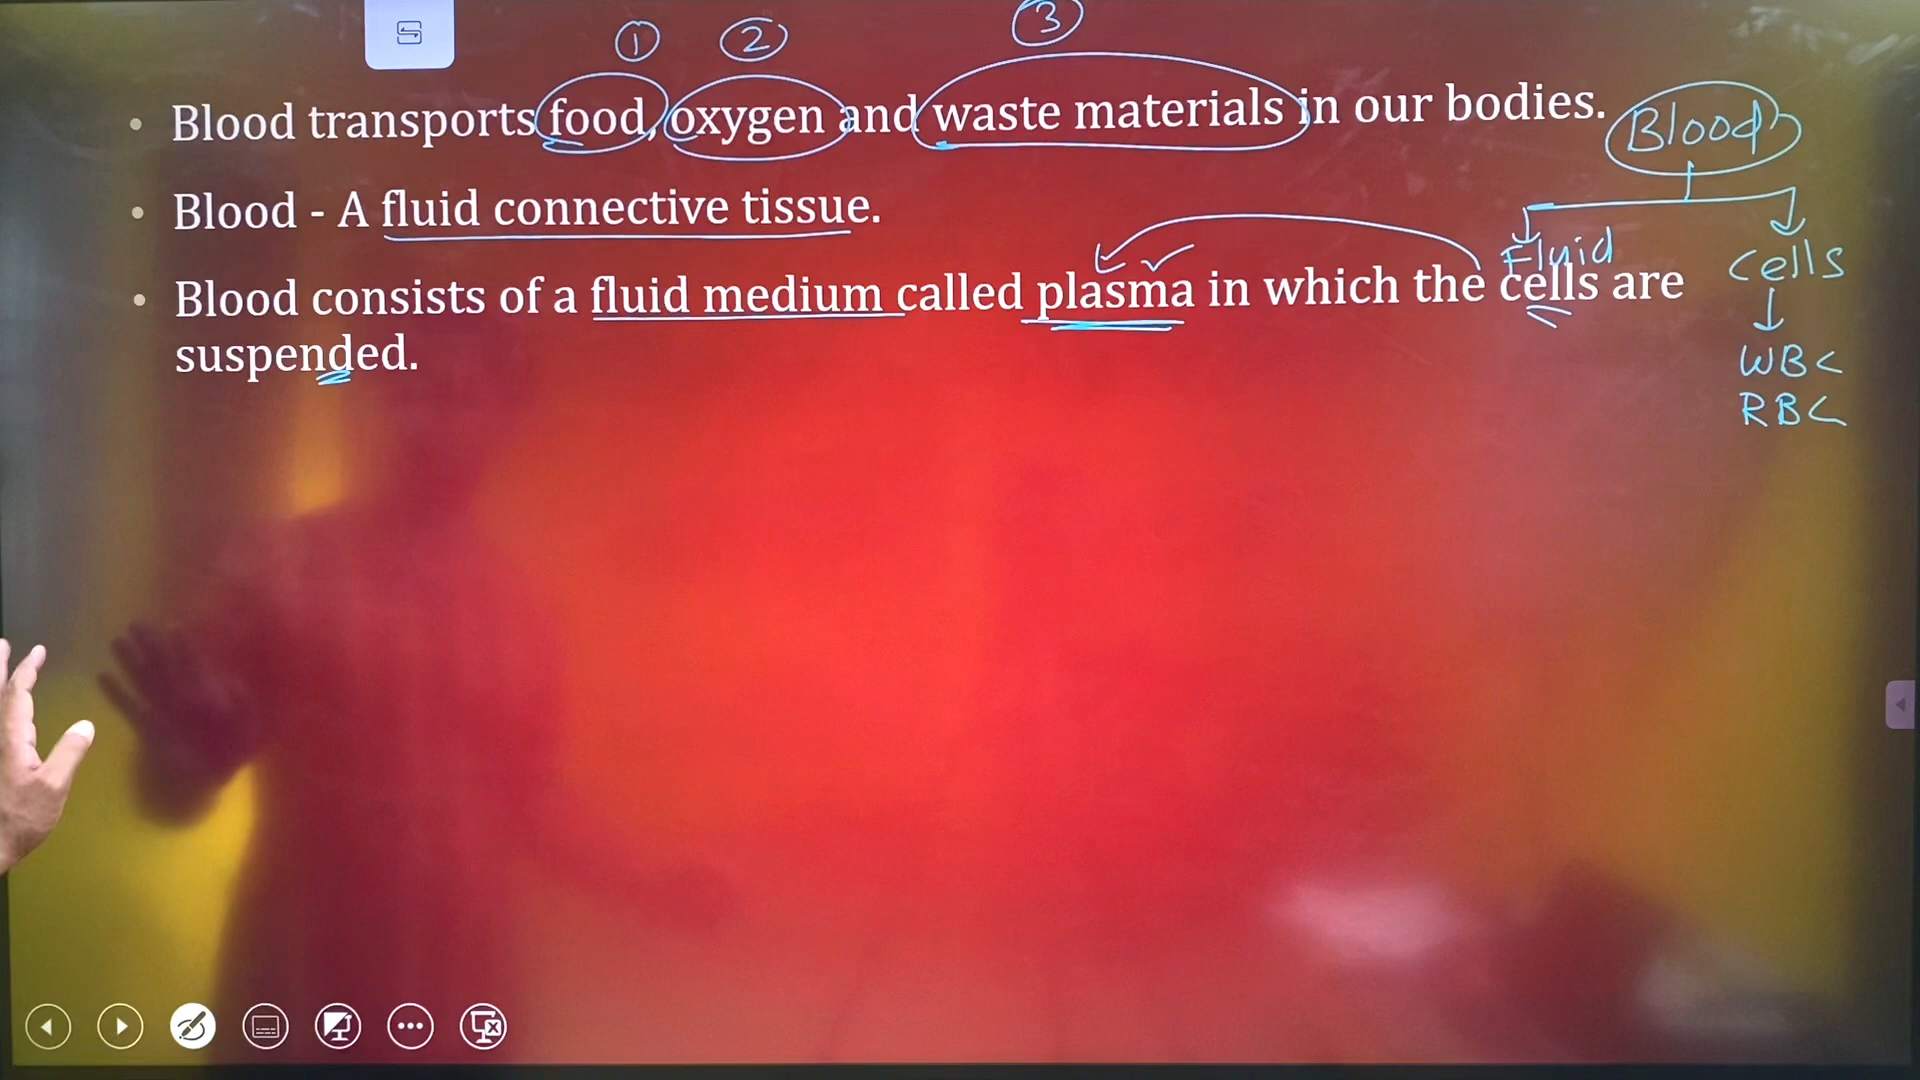 ① ② ③
• Blood transports food, oxygen and waste materials in our bodies.
Blood
• Blood - A fluid connective tissue.
Fluid
Cells
• Blood consists of a fluid medium called plasma in which the cells are
suspended.
WBC
RBC